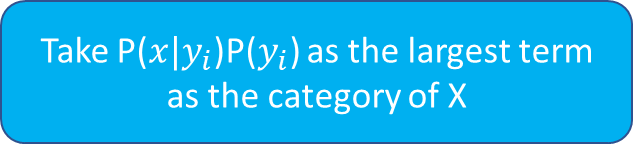 Take P(x|yᵢ)P(yᵢ) as the largest term
as the category of X